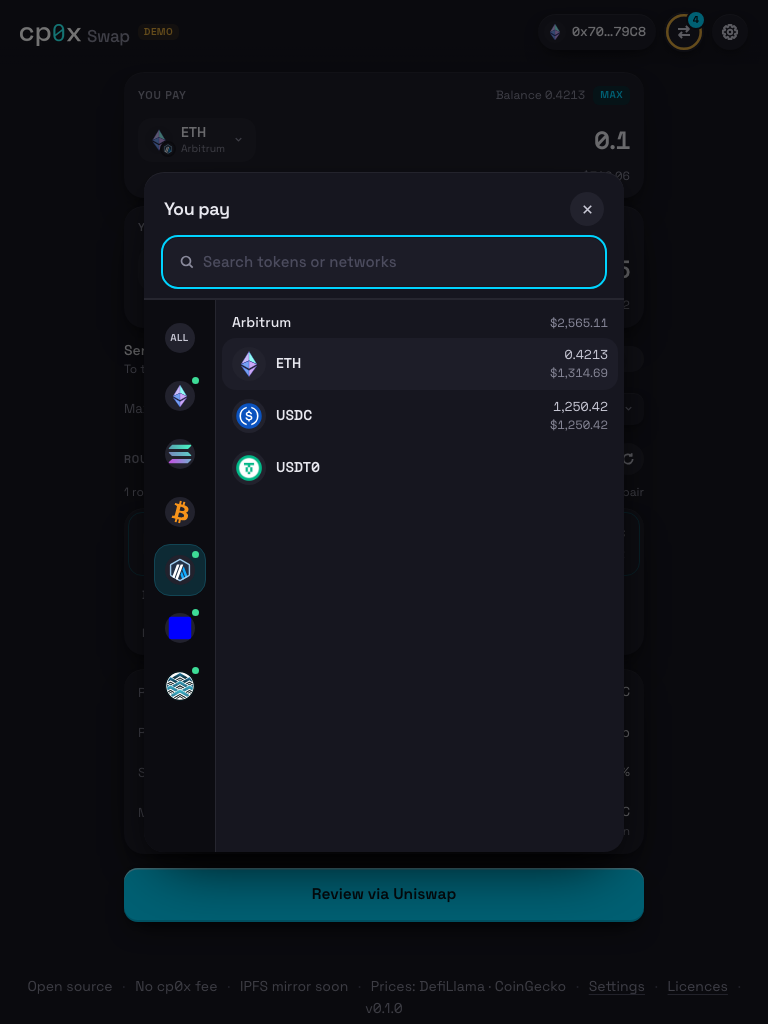 cp0x Swap DEMO
0x70…79C8
4
YOU PAY
Balance 0.4213 MAX
ETH
Arbitrum
0.1
You pay
Search tokens or networks
ALL
Arbitrum
$2,565.11
ETH
0.4213
$1,314.69
USDC
1,250.42
$1,250.42
USDT0
Review via Uniswap
Open source · No cp0x fee · IPFS mirror soon · Prices: DefiLlama · CoinGecko · Settings · Licences ·
v0.1.0